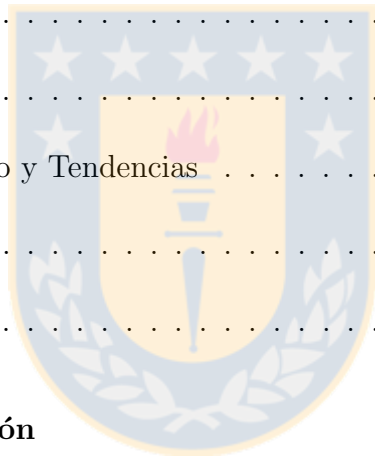 . . . . . . . . . . . . . . . . .
. . . . . . . . . . . . . . . . .
o y Tendencias . . . . . . . .
. . . . . . . . . . . . . . . . .
. . . . . . . . . . . . . . . . .
ón